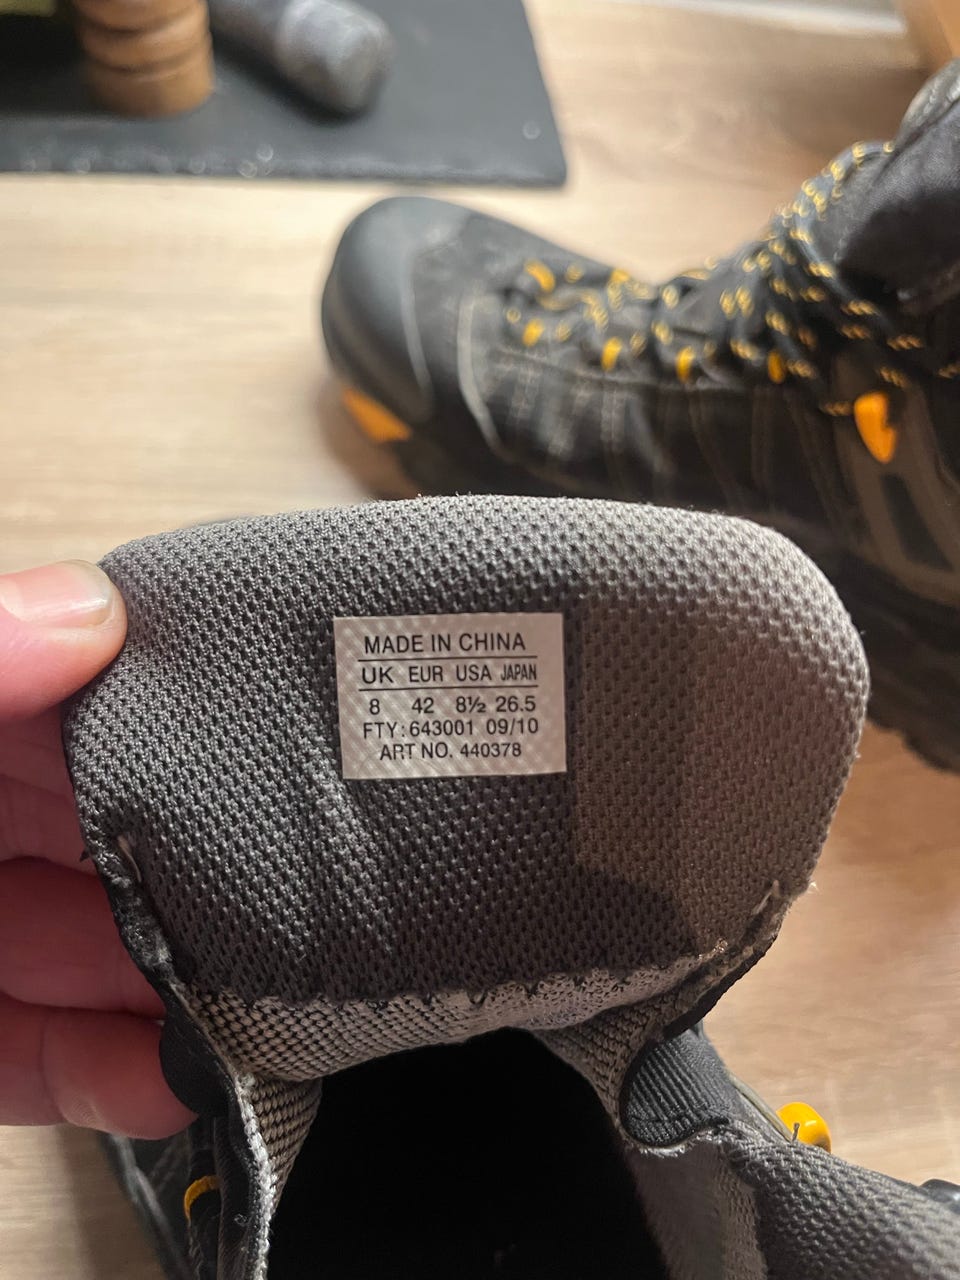 MADE IN CHINA
UK EUR USA JAPAN
8 42 8½ 26.5
FTY: 643001 09/10
ART NO. 440378